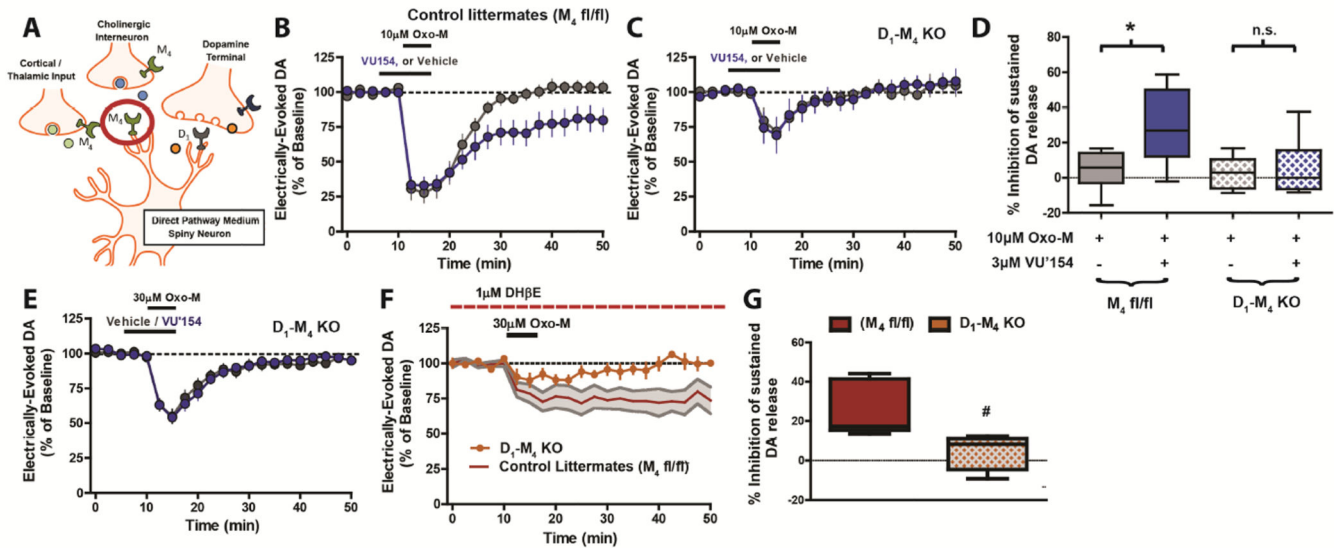 A
Cholinergic
Interneuron
M4
Cortical /
Thalamic Input
Dopamine
Terminal
M4
M4
D1
Direct Pathway Medium
Spiny Neuron
B
Control littermates (M4 fl/fl)
10µM Oxo-M
VU154, or Vehicle
Electrically-Evoked DA
(% of Baseline)
125
100
75
50
25
0
0 10 20 30 40 50
Time (min)
C
10µM Oxo-M
D1-M4 KO
VU154, or Vehicle
Electrically-Evoked DA
(% of Baseline)
125
100
75
50
25
0
0 10 20 30 40 50
Time (min)
D
% Inhibition of sustained
DA release
80
60
40
20
0
-20
*
n.s.
10µM Oxo-M + + + +
3µM VU'154 - + - +
M4 fl/fl
D1-M4 KO
E
30µM Oxo-M
Vehicle / VU'154
D1-M4 KO
Electrically-Evoked DA
(% of Baseline)
125
100
75
50
25
0
0 10 20 30 40 50
Time (min)
F
1µM DHβE
30µM Oxo-M
Electrically-Evoked DA
(% of Baseline)
125
100
75
50
25
0
D1-M4 KO
Control Littermates (M4 fl/fl)
0 10 20 30 40 50
Time (min)
G
(M4 fl/fl)
D1-M4 KO
% Inhibition of sustained
DA release
60
40
20
0
-20
#